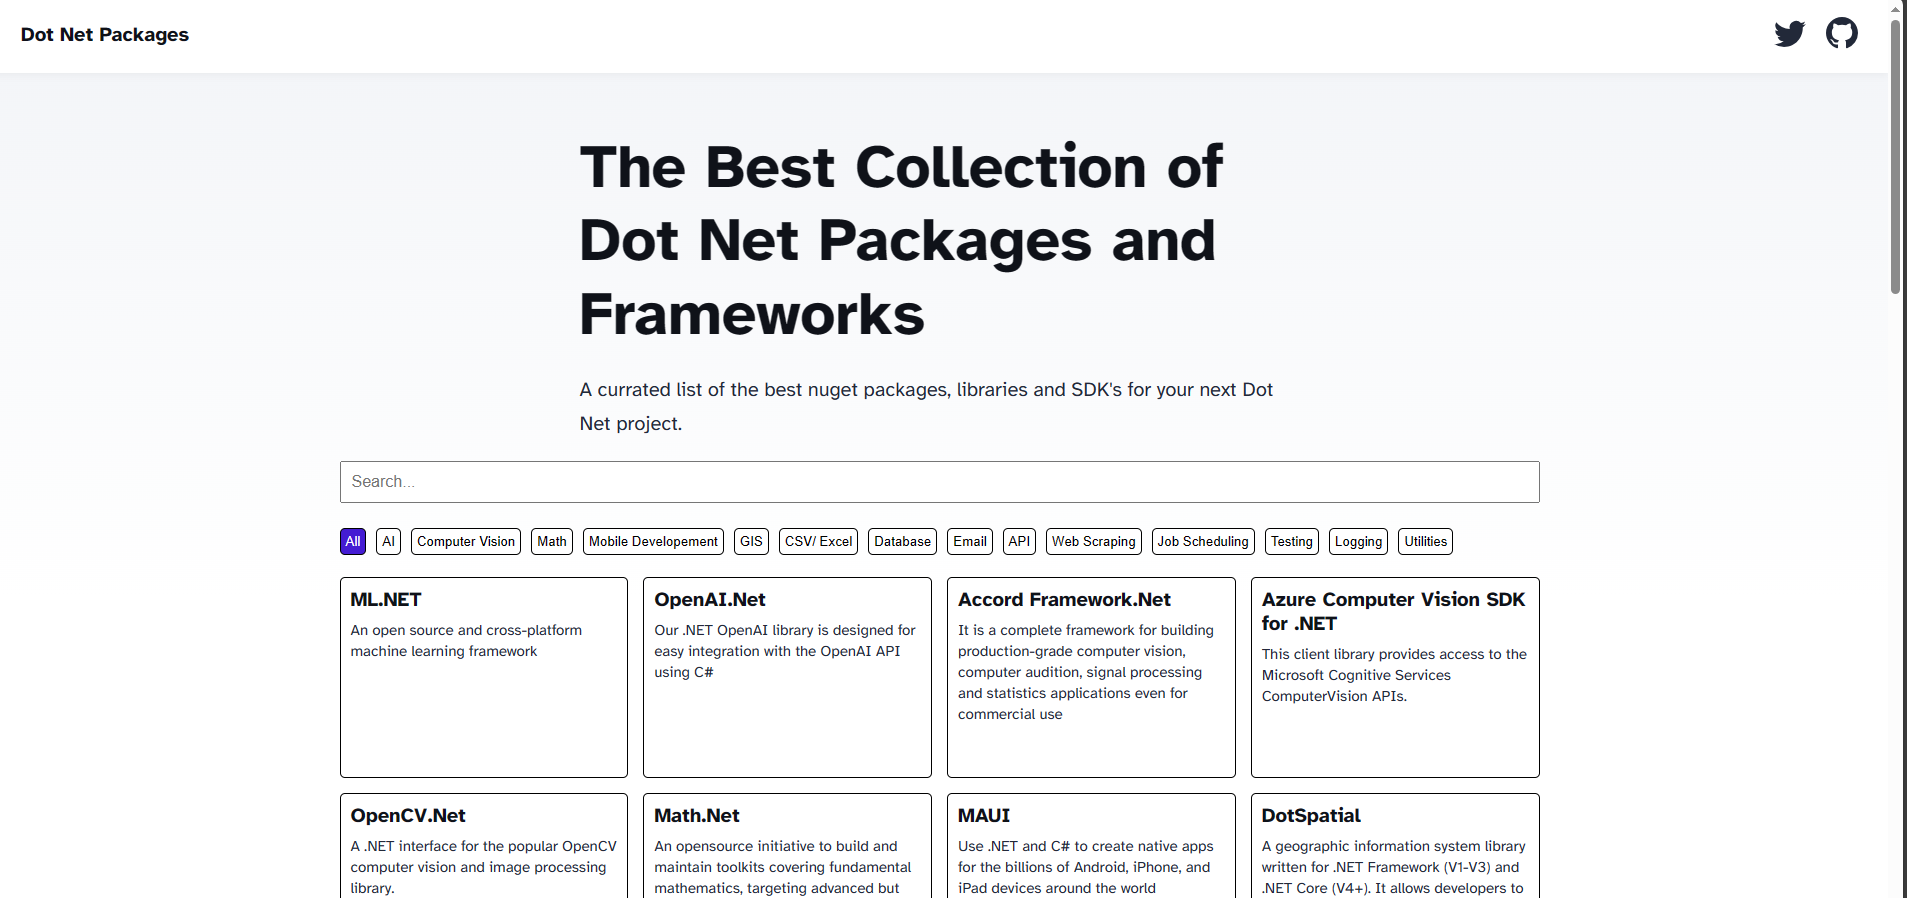 Dot Net Packages
The Best Collection of
Dot Net Packages and
Frameworks
A currated list of the best nuget packages, libraries and SDK's for your next Dot
Net project.
Search...
All AI Computer Vision Math Mobile Developement GIS CSV/ Excel Database Email API Web Scraping Job Scheduling Testing Logging Utilities
ML.NET
An open source and cross-platform
machine learning framework
OpenAI.Net
Our .NET OpenAI library is designed for
easy integration with the OpenAI API
using C#
Accord Framework.Net
It is a complete framework for building
production-grade computer vision,
computer audition, signal processing
and statistics applications even for
commercial use
Azure Computer Vision SDK
for .NET
This client library provides access to the
Microsoft Cognitive Services
ComputerVision APIs.
OpenCV.Net
A .NET interface for the popular OpenCV
computer vision and image processing
library.
Math.Net
An opensource initiative to build and
maintain toolkits covering fundamental
mathematics, targeting advanced but
MAUI
Use .NET and C# to create native apps
for the billions of Android, iPhone, and
iPad devices around the world
DotSpatial
A geographic information system library
written for .NET Framework (V1-V3) and
.NET Core (V4+). It allows developers to